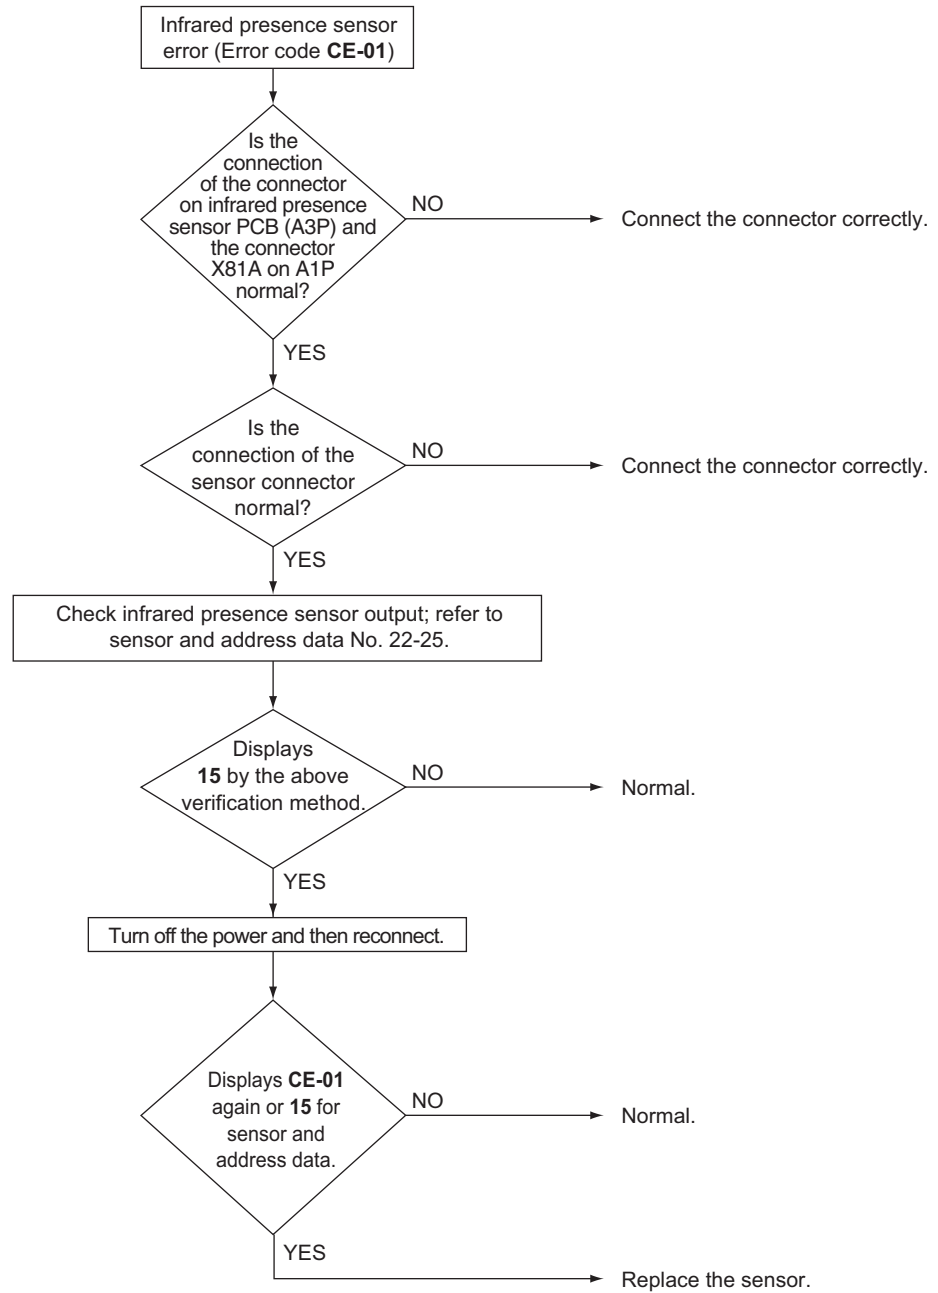 Infrared presence sensor
error (Error code CE-01)
Is the
connection
of the connector
on infrared presence
sensor PCB (A3P) and
the connector
X81A on A1P
normal?
NO
Connect the connector correctly.
YES
Is the
connection of the
sensor connector
normal?
NO
Connect the connector correctly.
YES
Check infrared presence sensor output; refer to
sensor and address data No. 22-25.
Displays
15 by the above
verification method.
NO
Normal.
YES
Turn off the power and then reconnect.
Displays CE-01
again or 15 for
sensor and
address data.
NO
Normal.
YES
Replace the sensor.